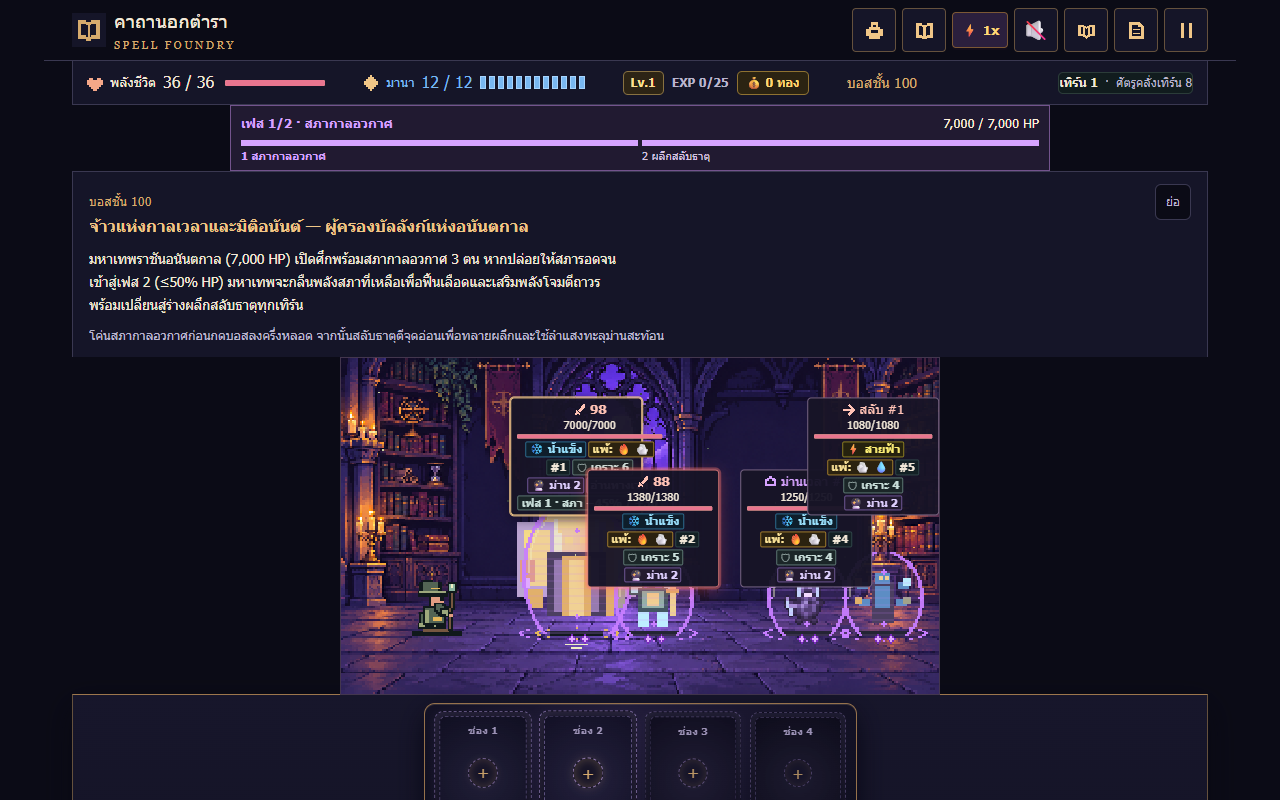 คาถานอกตำรา
SPELL FOUNDRY
1x
พลังชีวิต 36 / 36
มานา 12 / 12
Lv.1 EXP 0/25 0 ทอง
บอสชั้น 100
เทิร์น 1 · ศัตรูคลั่งเทิร์น 8
เฟส 1/2 · สภากาลอวกาศ 7,000 / 7,000 HP
1 สภากาลอวกาศ 2 ผลึกสลับธาตุ
บอสชั้น 100
ย่อ
จ้าวแห่งกาลเวลาและมิติอนันต์ — ผู้ครองบัลลังก์แห่งอนันตกาล
มหาเทพราชันอนันตกาล (7,000 HP) เปิดศึกพร้อมสภากาลอวกาศ 3 ตน หากปล่อยให้สภารอดจน
เข้าสู่เฟส 2 (≤50% HP) มหาเทพจะกลืนพลังสภาที่เหลือเพื่อฟื้นเลือดและเสริมพลังโจมตีถาวร
พร้อมเปลี่ยนสู่ร่างผลึกสลับธาตุทุกเทิร์น
โค่นสภากาลอวกาศก่อนกดบอสลงครึ่งหลอด จากนั้นสลับธาตุตีจุดอ่อนเพื่อทลายผลึกและใช้ลำแสงทะลุม่านสะท้อน
98
7000/7000
น้ำแข็ง แพ้:
#1 เกราะ 6
ม่าน 2
เฟส 1 · สภา
88
1380/1380
น้ำแข็ง
แพ้: #2
เกราะ 5
ม่าน 2
1250/
น้ำแข็ง
แพ้: #4
เกราะ 4
ม่าน 2
สลับ #1
1080/1080
สายฟ้า
แพ้: #5
เกราะ 4
ม่าน 2
ช่อง 1 ช่อง 2 ช่อง 3 ช่อง 4
+ + + +